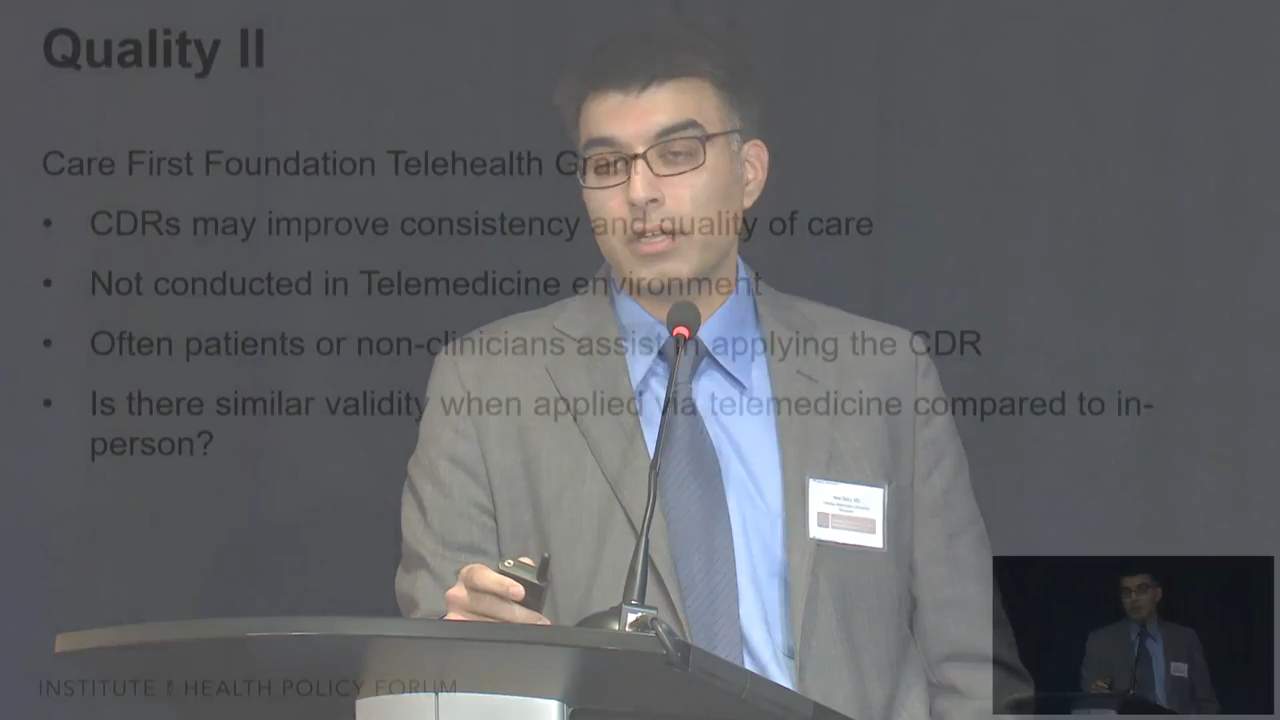 Quality II
Care First Foundation Telehealth Grant
• CDRs may improve consistency and quality of care
• Not conducted in Telemedicine environment
• Often patients or non-clinicians assist in applying the CDR
• Is there similar validity when applied via telemedicine compared to in-
person?
MD
INSTITUTE for HEALTH POLICY FORUM